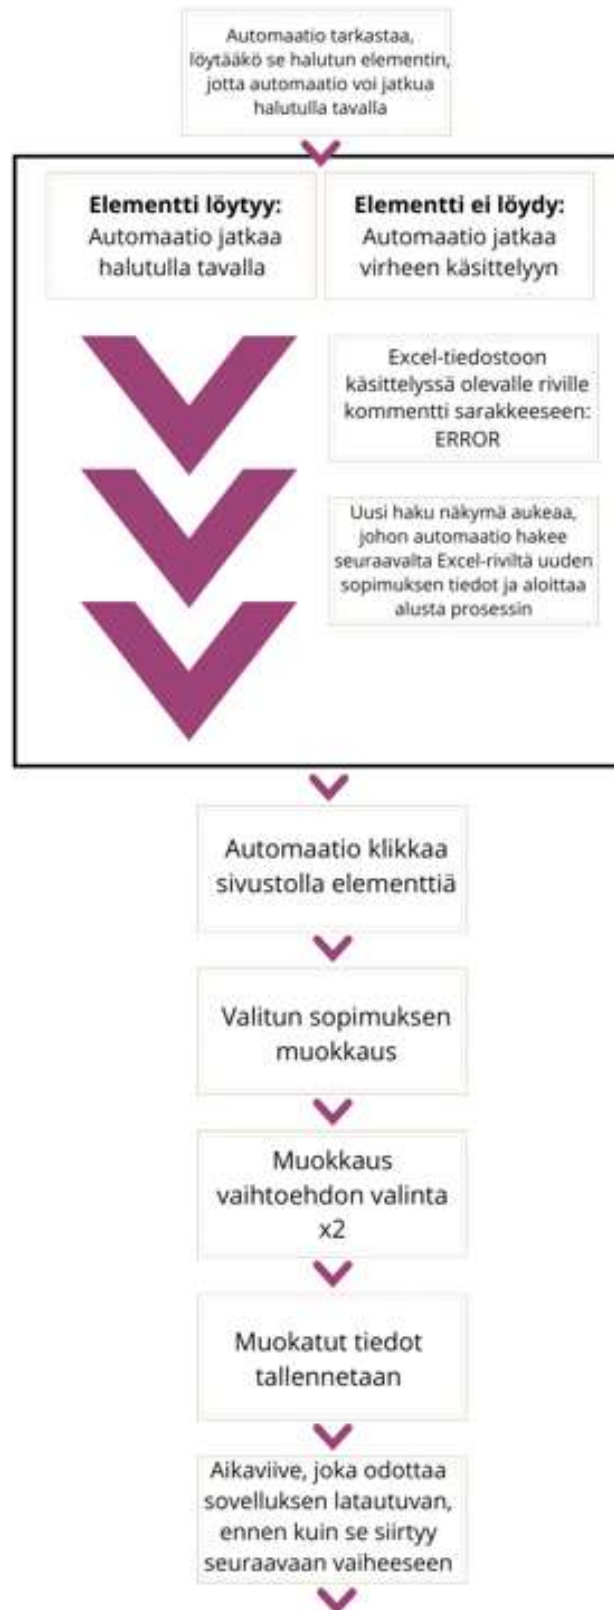 Automaatio tarkastaa,
löytääkö se halutun elementin,
jotta automaatio voi jatkua
halutulla tavalla
Elementti löytyy:
Automaatio jatkaa
halutulla tavalla
Elementti ei löydy:
Automaatio jatkaa
virheen käsittelyyn
Excel-tiedostoon
käsittelyssä olevalle riville
kommentti sarakkeeseen:
ERROR
Uusi haku näkymä aukeaa,
johon automaatio hakee
seuraavalta Excel-riviltä uuden
sopimuksen tiedot ja aloittaa
alusta prosessin
Automaatio klikkaa
sivustolla elementtiä
Valitun sopimuksen
muokkaus
Muokkaus
vaihtoehdon valinta
x2
Muokatut tiedot
tallennetaan
Aikaviive, joka odottaa
sovelluksen latautuvan,
ennen kuin se siirtyy
seuraavaan vaiheeseen